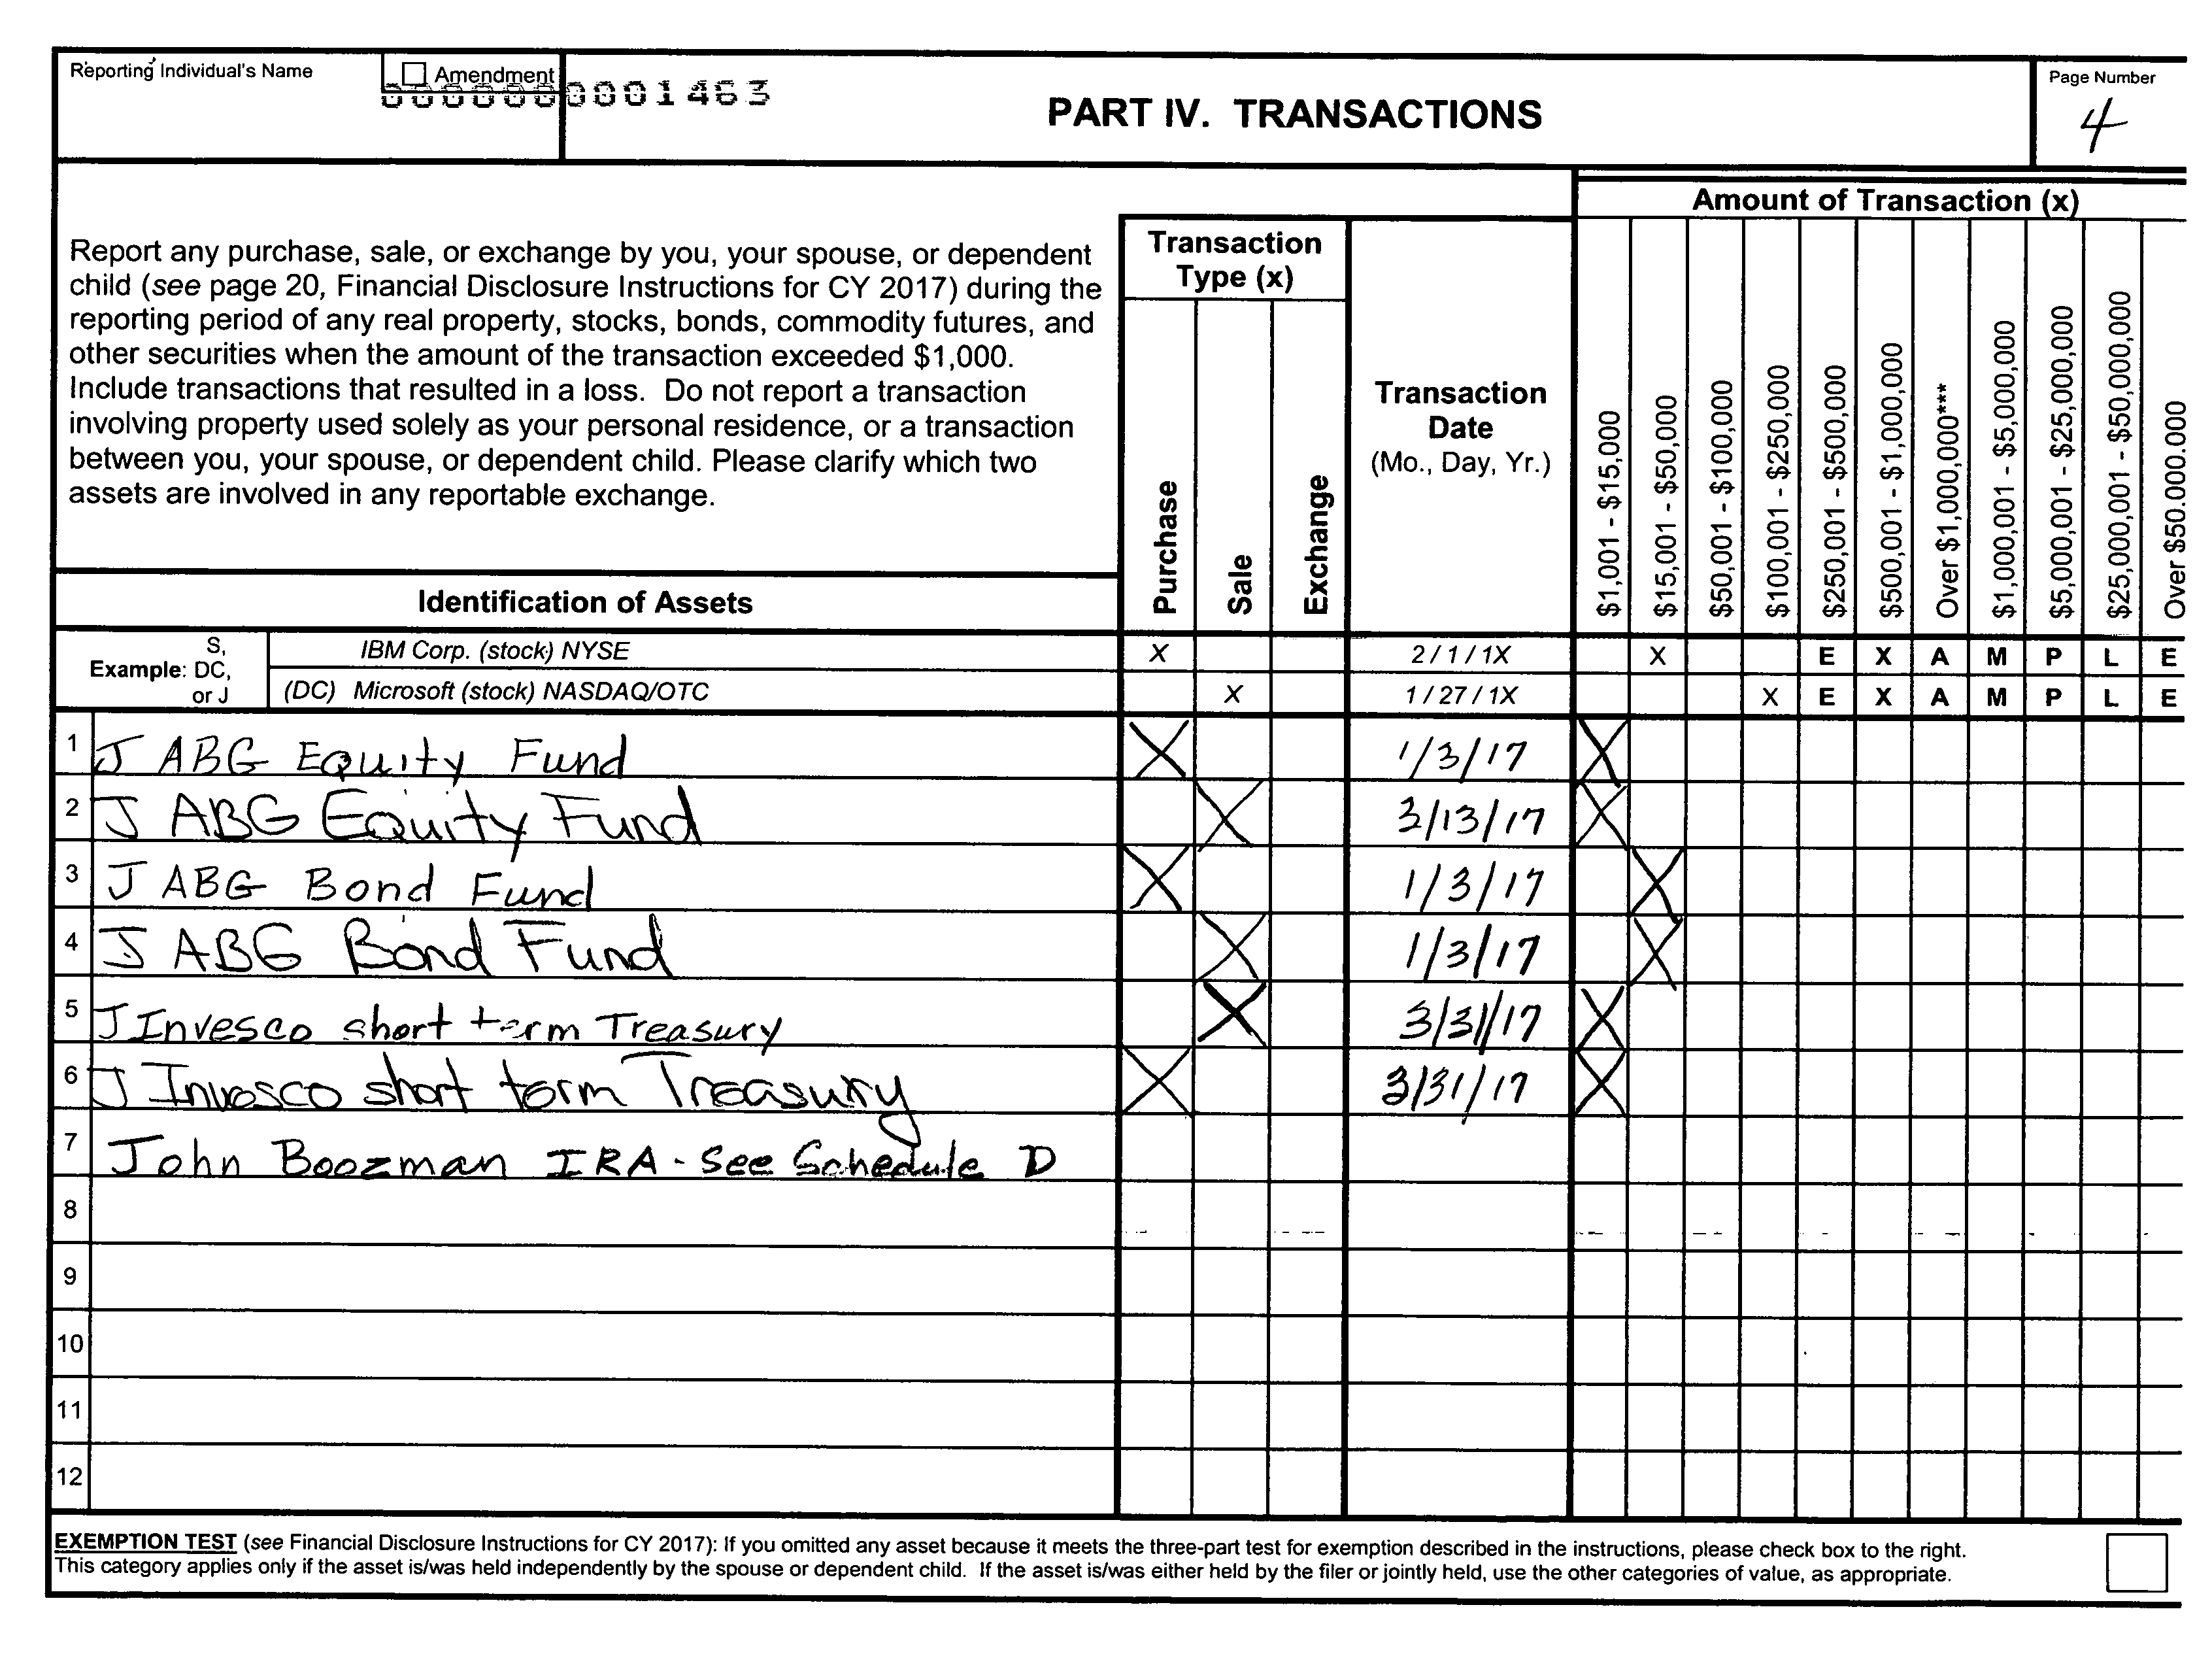 Reporting Individual's Name
Amendment
0000000001463
PART IV. TRANSACTIONS
Page Number
4
Amount of Transaction (x)
Report any purchase, sale, or exchange by you, your spouse, or dependent
child (see page 20, Financial Disclosure Instructions for CY 2017) during the
reporting period of any real property, stocks, bonds, commodity futures, and
other securities when the amount of the transaction exceeded $1,000.
Include transactions that resulted in a loss. Do not report a transaction
involving property used solely as your personal residence, or a transaction
between you, your spouse, or dependent child. Please clarify which two
assets are involved in any reportable exchange.
Transaction
Type (x)
Purchase
Sale
Exchange
Transaction
Date
(Mo., Day, Yr.)
$1,001 - $15,000
$15,001 - $50,000
$50,001 - $100,000
$100,001 - $250,000
$250,001 - $500,000
$500,001 - $1,000,000
Over $1,000,000***
$1,000,001 - $5,000,000
$5,000,001 - $25,000,000
$25,000,001 - $50,000,000
Over $50.000.000
Identification of Assets
Example: S, DC, or J
IBM Corp. (stock) NYSE X 2 / 1 / 1X X E X A M P L E
(DC) Microsoft (stock) NASDAQ/OTC X 1 / 27 / 1X X E X A M P L E
1 J ABG Equity Fund X 1/3/17 X
2 J ABG Equity Fund X 3/13/17 X
3 J ABG Bond Fund X 1/3/17 X
4 J ABG Bond Fund X 1/3/17 X
5 J Invesco short term Treasury X 3/31/17 X
6 J Invesco short term Treasury X 3/31/17 X
7 John Boozman IRA - See Schedule D
8
9
10
11
12
EXEMPTION TEST (see Financial Disclosure Instructions for CY 2017): If you omitted any asset because it meets the three-part test for exemption described in the instructions, please check box to the right.
This category applies only if the asset is/was held independently by the spouse or dependent child. If the asset is/was either held by the filer or jointly held, use the other categories of value, as appropriate.